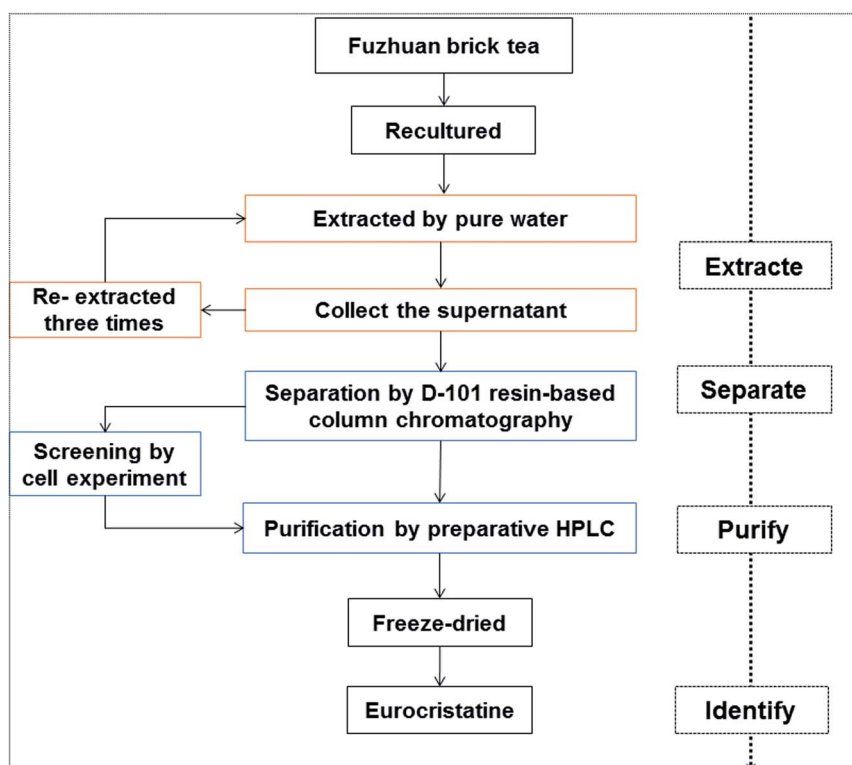 Fuzhuan brick tea
Recultured
Extracted by pure water
Extracte
Re- extracted
three times
Collect the supernatant
Separation by D-101 resin-based
column chromatography
Separate
Screening by
cell experiment
Purification by preparative HPLC
Purify
Freeze-dried
Eurocristatine
Identify